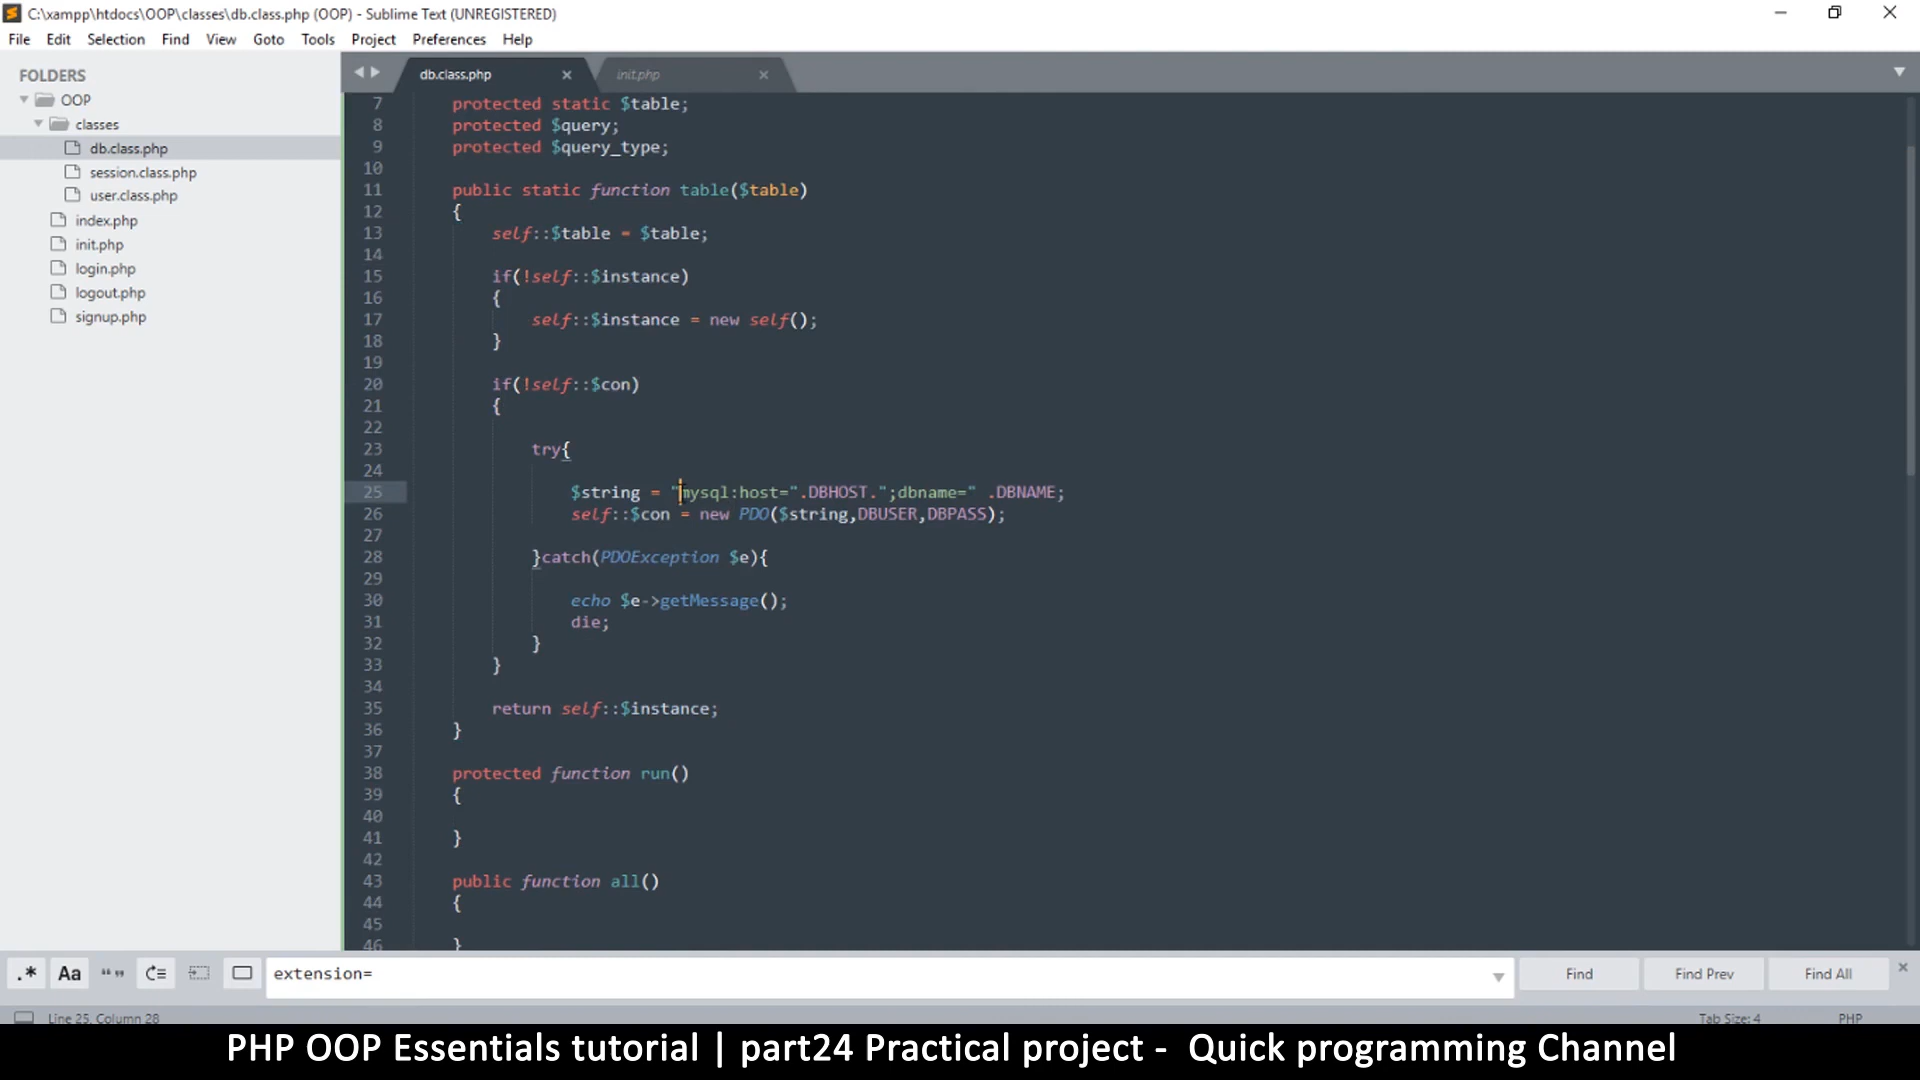 C:\xampp\htdocs\OOP\classes\db.class.php (OOP) - Sublime Text (UNREGISTERED)
File Edit Selection Find View Goto Tools Project Preferences Help
FOLDERS
OOP
classes
db.class.php
session.class.php
user.class.php
index.php
init.php
login.php
logout.php
signup.php
db.class.php × init.php ×
7 protected static $table;
8 protected $query;
9 protected $query_type;
10
11 public static function table($table)
12 {
13 self::$table = $table;
14
15 if(!self::$instance)
16 {
17 self::$instance = new self();
18 }
19
20 if(!self::$con)
21 {
22
23 try{
24
25 $string = "mysql:host=".DBHOST.";dbname=" .DBNAME;
26 self::$con = new PDO($string,DBUSER,DBPASS);
27
28 }catch(PDOException $e){
29
30 echo $e->getMessage();
31 die;
32 }
33 }
34
35 return self::$instance;
36 }
37
38 protected function run()
39 {
40
41 }
42
43 public function all()
44 {
45
46 }
.* Aa “” extension= Find Find Prev Find All
Line 25, Column 28 Tab Size: 4 PHP
PHP OOP Essentials tutorial | part24 Practical project - Quick programming Channel